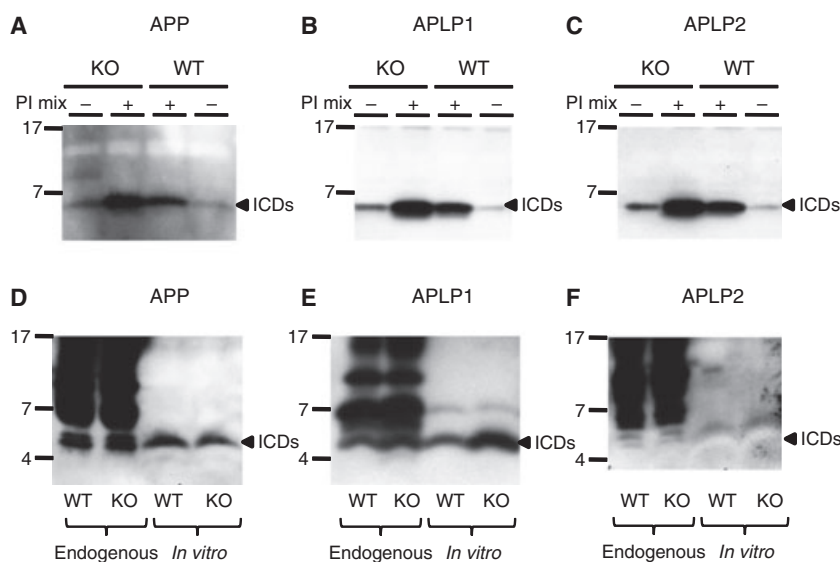 A APP
KO WT
PI mix – + + –
17
7
ICDs
B APLP1
KO WT
PI mix – + + –
17
7
ICDs
C APLP2
KO WT
PI mix – + + –
17
7
ICDs
D APP
17
7
ICDs
4
WT KO WT KO
Endogenous In vitro
E APLP1
17
7
ICDs
4
WT KO WT KO
Endogenous In vitro
F APLP2
17
7
ICDs
4
WT KO WT KO
Endogenous In vitro